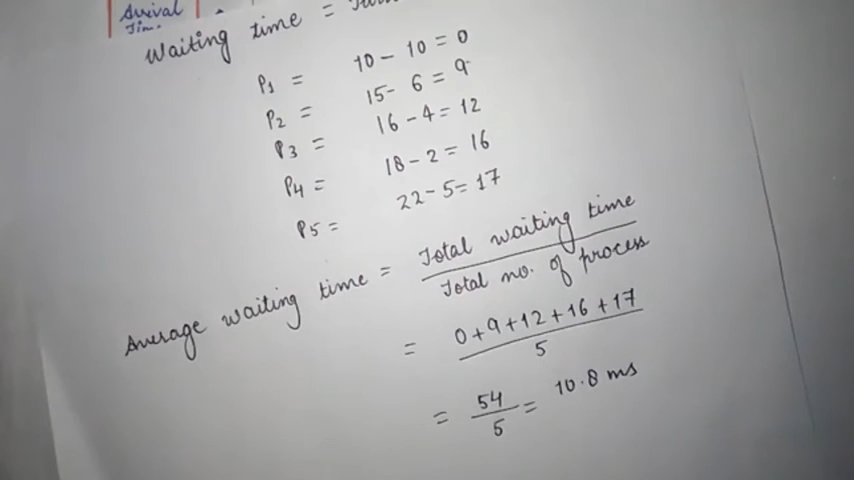 Arrival
Time
Waiting time =
P1 = 10 - 10 = 0
P2 = 15 - 6 = 9
P3 = 16 - 4 = 12
P4 = 18 - 2 = 16
P5 = 22 - 5 = 17
Average waiting time = Total waiting time
Total no. of process
= 0 + 9 + 12 + 16 + 17
5
= 54 = 10.8 ms
5